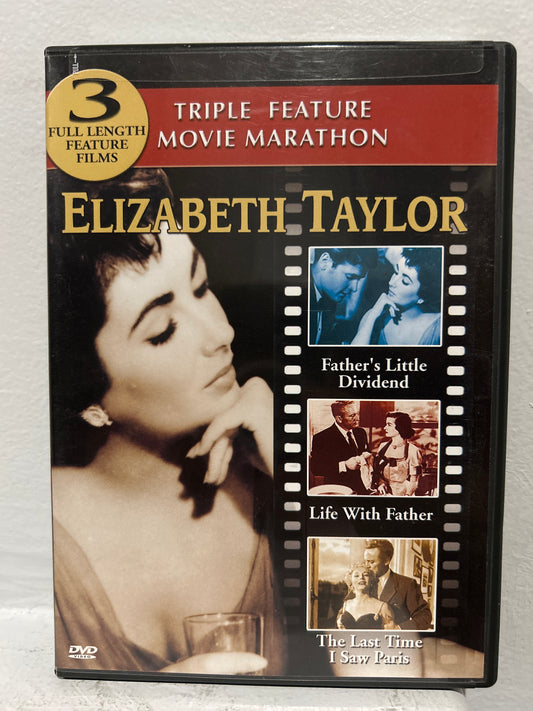 3
FULL LENGTH
FEATURE
FILMS
TRIPLE FEATURE
MOVIE MARATHON
ELIZABETH TAYLOR
Father's Little
Dividend
Life With Father
The Last Time
I Saw Paris
DVD
VIDEO